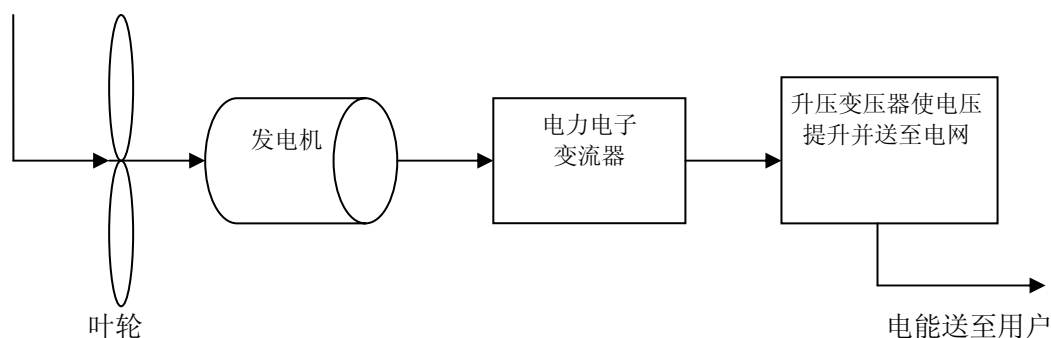 发电机
电力电子
变流器
升压变压器使电压
提升并送至电网
叶轮
电能送至用户